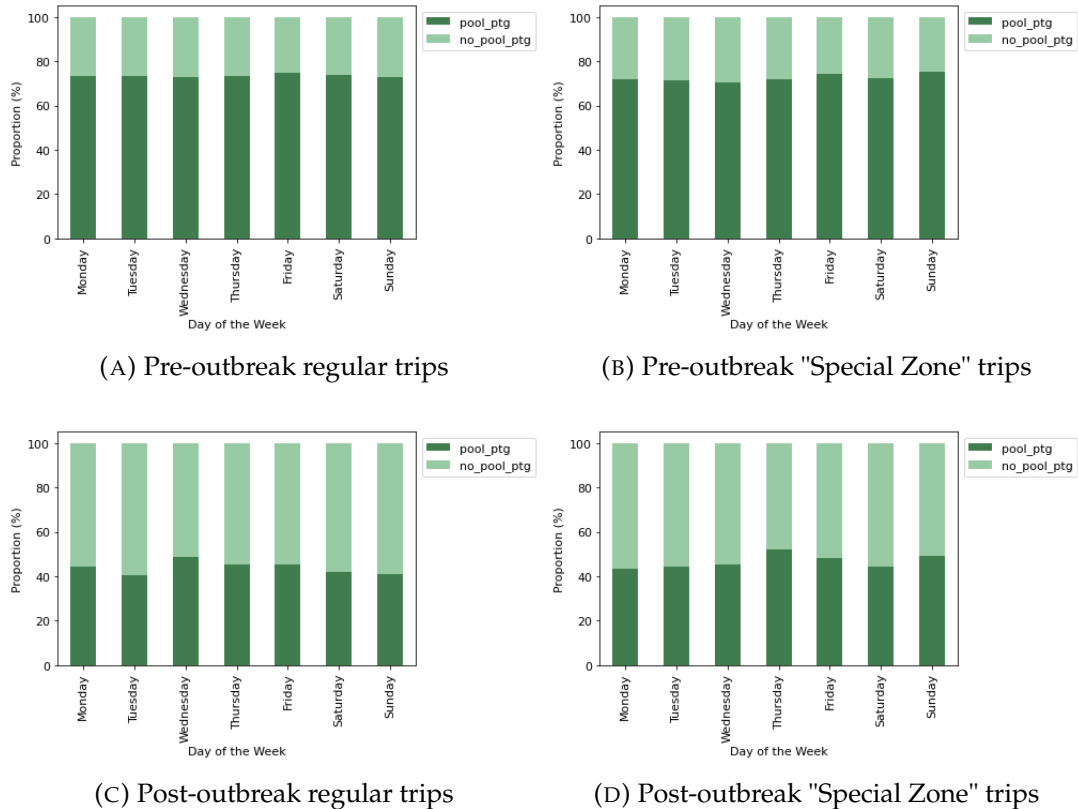 100
80
60
40
20
0
Proportion (%)
Monday
Tuesday
Wednesday
Thursday
Friday
Saturday
Sunday
Day of the Week
pool_ptg
no_pool_ptg
(A) Pre-outbreak regular trips
100
80
60
40
20
0
Proportion (%)
Monday
Tuesday
Wednesday
Thursday
Friday
Saturday
Sunday
Day of the Week
pool_ptg
no_pool_ptg
(B) Pre-outbreak "Special Zone" trips
100
80
60
40
20
0
Proportion (%)
Monday
Tuesday
Wednesday
Thursday
Friday
Saturday
Sunday
Day of the Week
pool_ptg
no_pool_ptg
(C) Post-outbreak regular trips
100
80
60
40
20
0
Proportion (%)
Monday
Tuesday
Wednesday
Thursday
Friday
Saturday
Sunday
Day of the Week
pool_ptg
no_pool_ptg
(D) Post-outbreak "Special Zone" trips